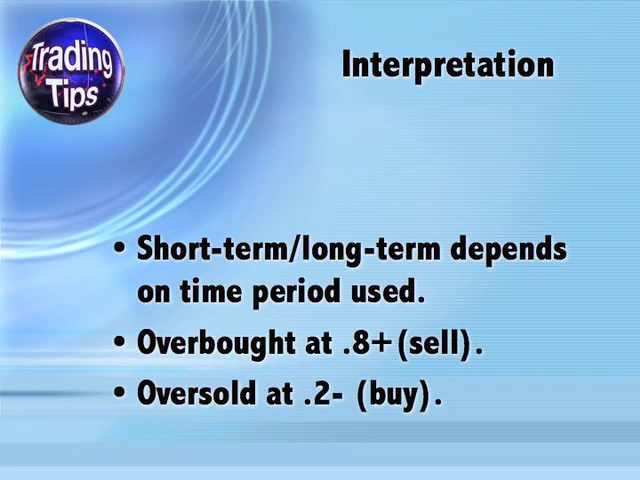 Trading
Tips
Interpretation
• Short-term/long-term depends
on time period used.
• Overbought at .8+(sell).
• Oversold at .2- (buy).